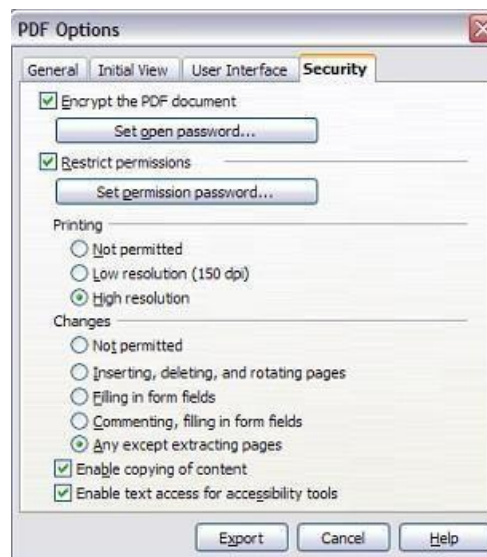 PDF Options
General Initial View User Interface Security
Encrypt the PDF document
Set open password...
Restrict permissions
Set permission password...
Printing
Not permitted
Low resolution (150 dpi)
High resolution
Changes
Not permitted
Inserting, deleting, and rotating pages
Filling in form fields
Commenting, filling in form fields
Any except extracting pages
Enable copying of content
Enable text access for accessibility tools
Export Cancel Help